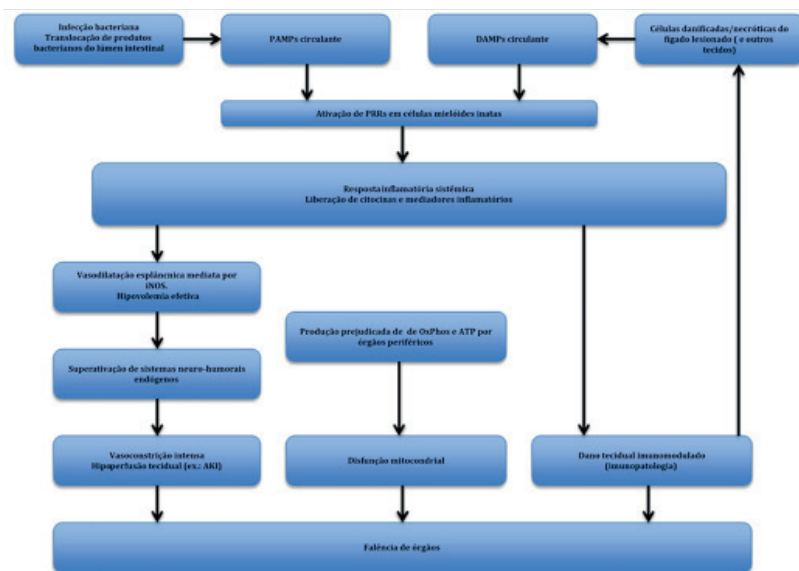 Infecção bacteriana
Translocação de produtos
bacterianos do lúmen intestinal
PAMPs circulante
DAMPs circulante
Células danificadas/necróticas do
fígado lesionado ( e outros
tecidos)
Ativação de PRRs em células mielóides inatas
Resposta inflamatória sistêmica
Liberação de citocinas e mediadores inflamatórios
Vasodilatação esplâncnica mediata por
iNOS.
Hipovolemia efetica
Produção prejudicada de de OxPhos e ATP por
órgãos periféricos
Superativação de sistemas neuro-humorais
endógenos
Vasoconstrição intensa
Hipoperfusão tecidual (ex.: AKI)
Disfunção mitocondrial
Dano tecidual imunomodulado
(imunopatologia)
Falência de órgãos